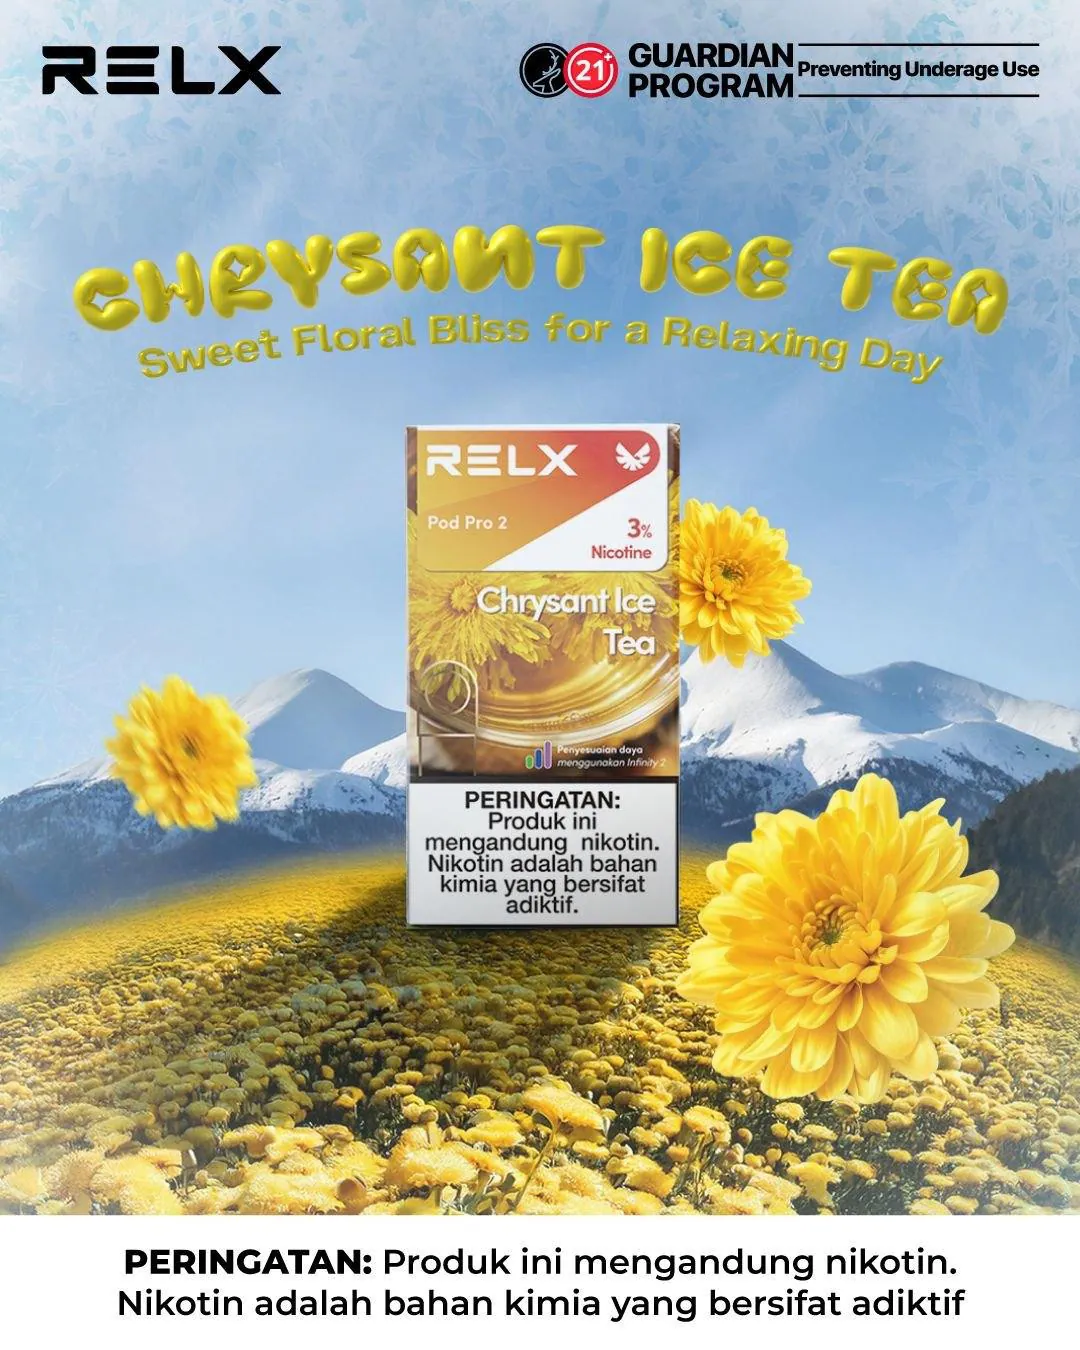 RELX
21+
GUARDIAN
PROGRAM
Preventing Underage Use
CHRYSANT ICE TEA
Sweet Floral Bliss for a Relaxing Day
RELX
Pod Pro 2
3%
Nicotine
Chrysant Ice
Tea
Penyesuaian daya
menggunakan Infinity 2
PERINGATAN:
Produk ini
mengandung nikotin.
Nikotin adalah bahan
kimia yang bersifat
adiktif.
PERINGATAN: Produk ini mengandung nikotin.
Nikotin adalah bahan kimia yang bersifat adiktif